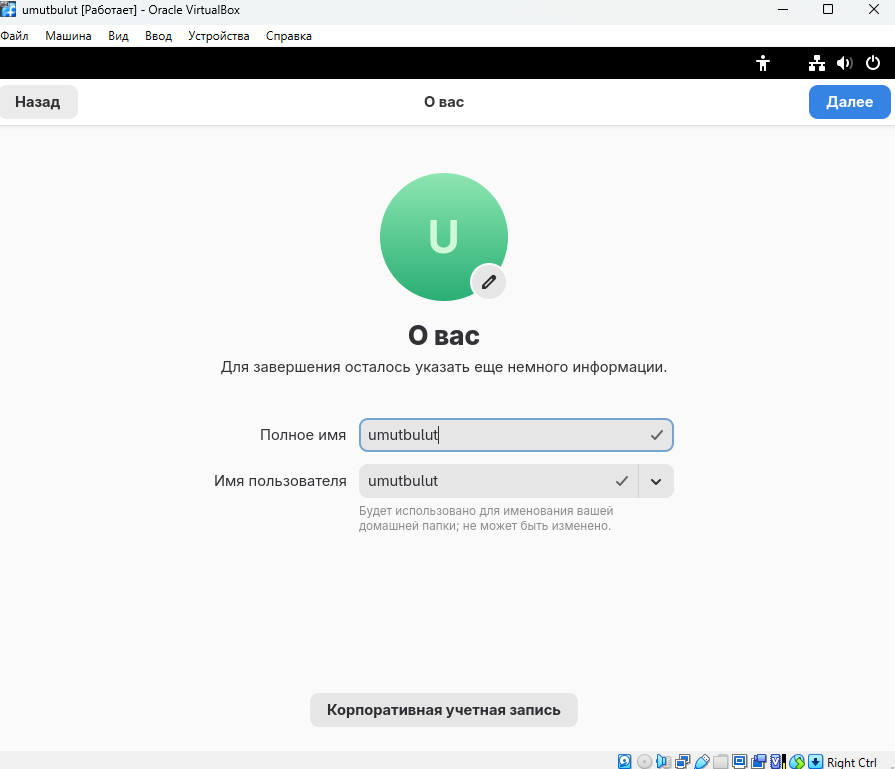 umutbulut [Работает] - Oracle VirtualBox
Файл Машина Вид Ввод Устройства Справка
Назад О вас Далее
U
О вас
Для завершения осталось указать еще немного информации.
Полное имя umutbulut
Имя пользователя umutbulut
Будет использовано для именования вашей
домашней папки; не может быть изменено.
Корпоративная учетная запись
Right Ctrl